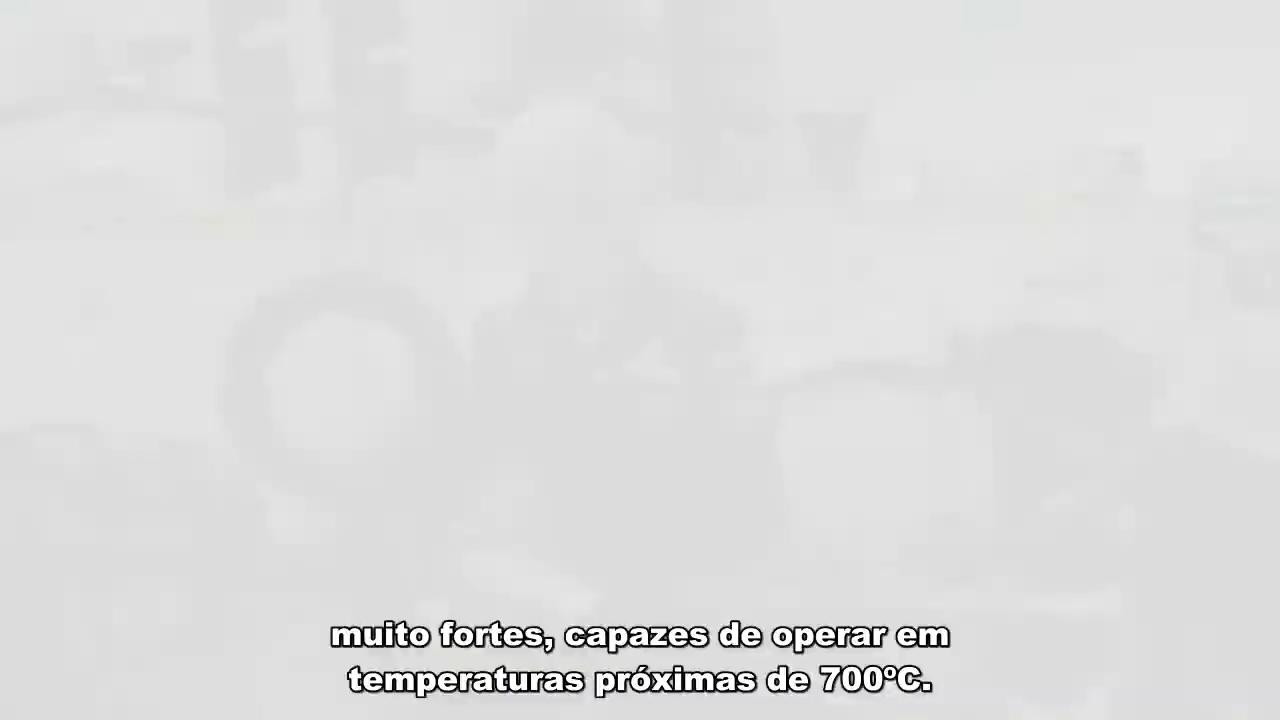 muito fortes, capazes de operar em
temperaturas próximas de 700ºC.